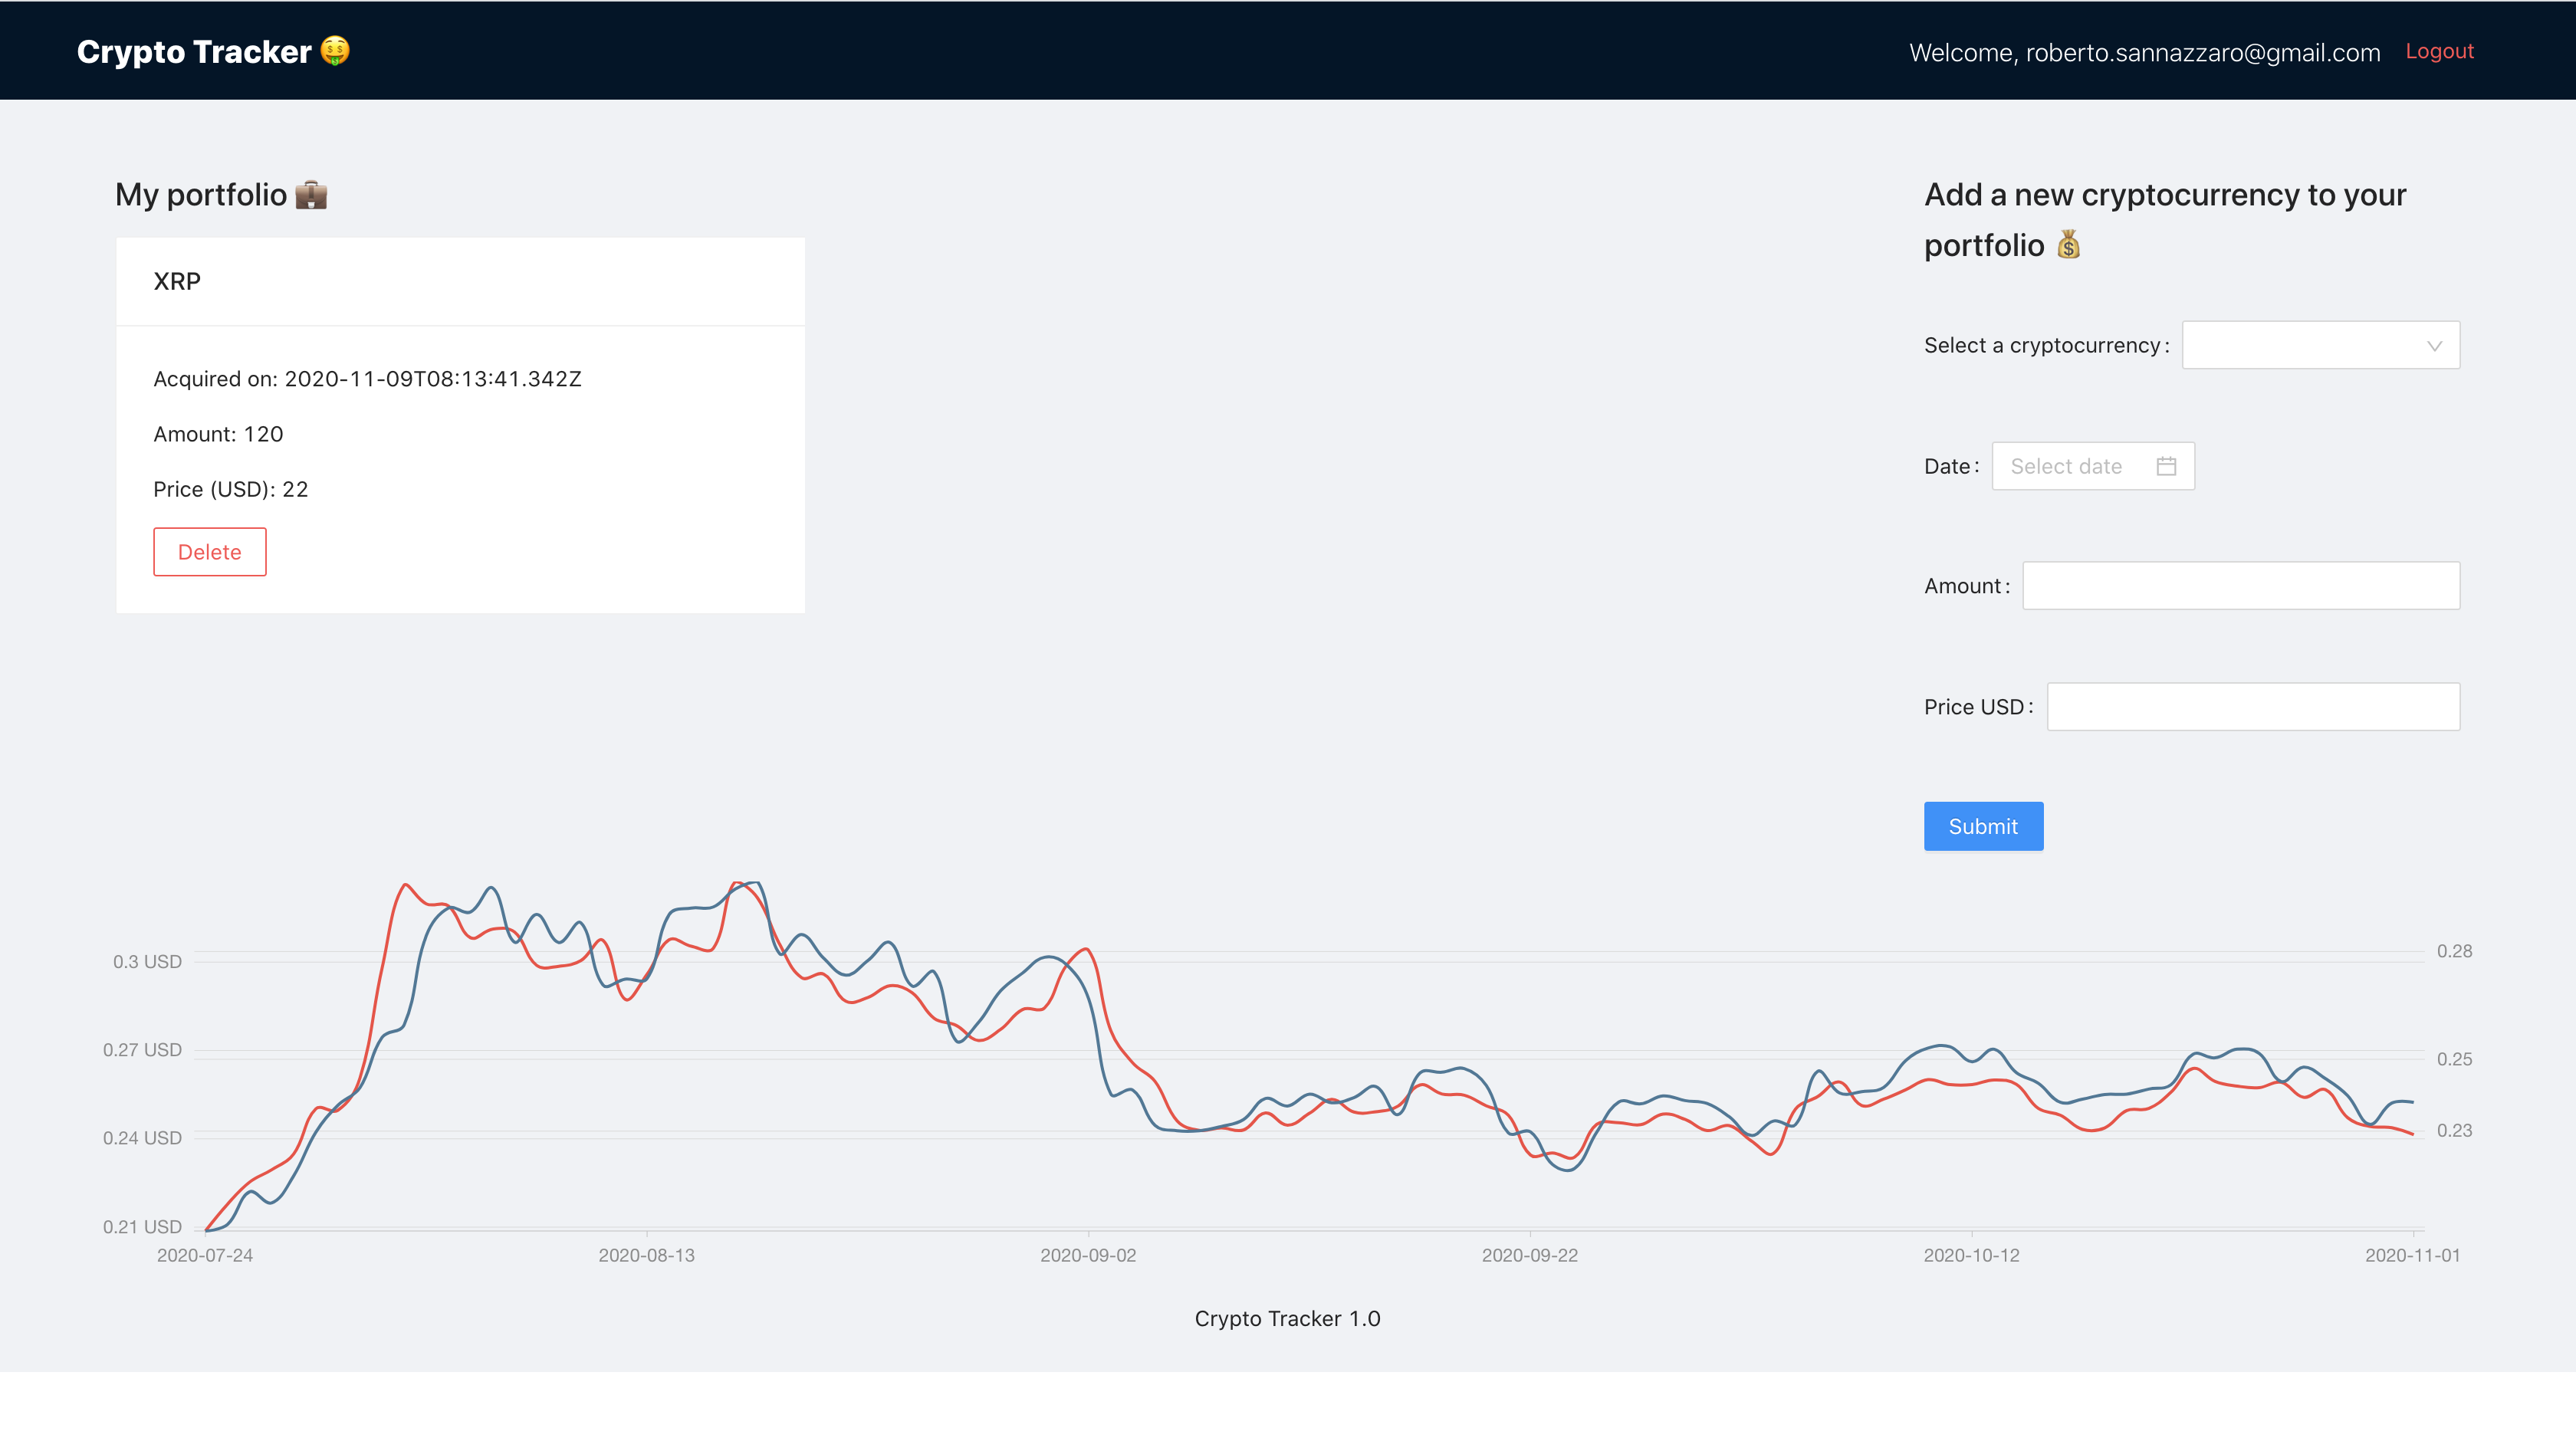 Crypto Tracker 🤑
Welcome, roberto.sannazzaro@gmail.com Logout
My portfolio 💼
XRP
Acquired on: 2020-11-09T08:13:41.342Z
Amount: 120
Price (USD): 22
Delete
Add a new cryptocurrency to your
portfolio 💰
Select a cryptocurrency:
Date: Select date
Amount:
Price USD:
Submit
0.3 USD
0.27 USD
0.24 USD
0.21 USD
0.28
0.25
0.23
2020-07-24 2020-08-13 2020-09-02 2020-09-22 2020-10-12 2020-11-01
Crypto Tracker 1.0